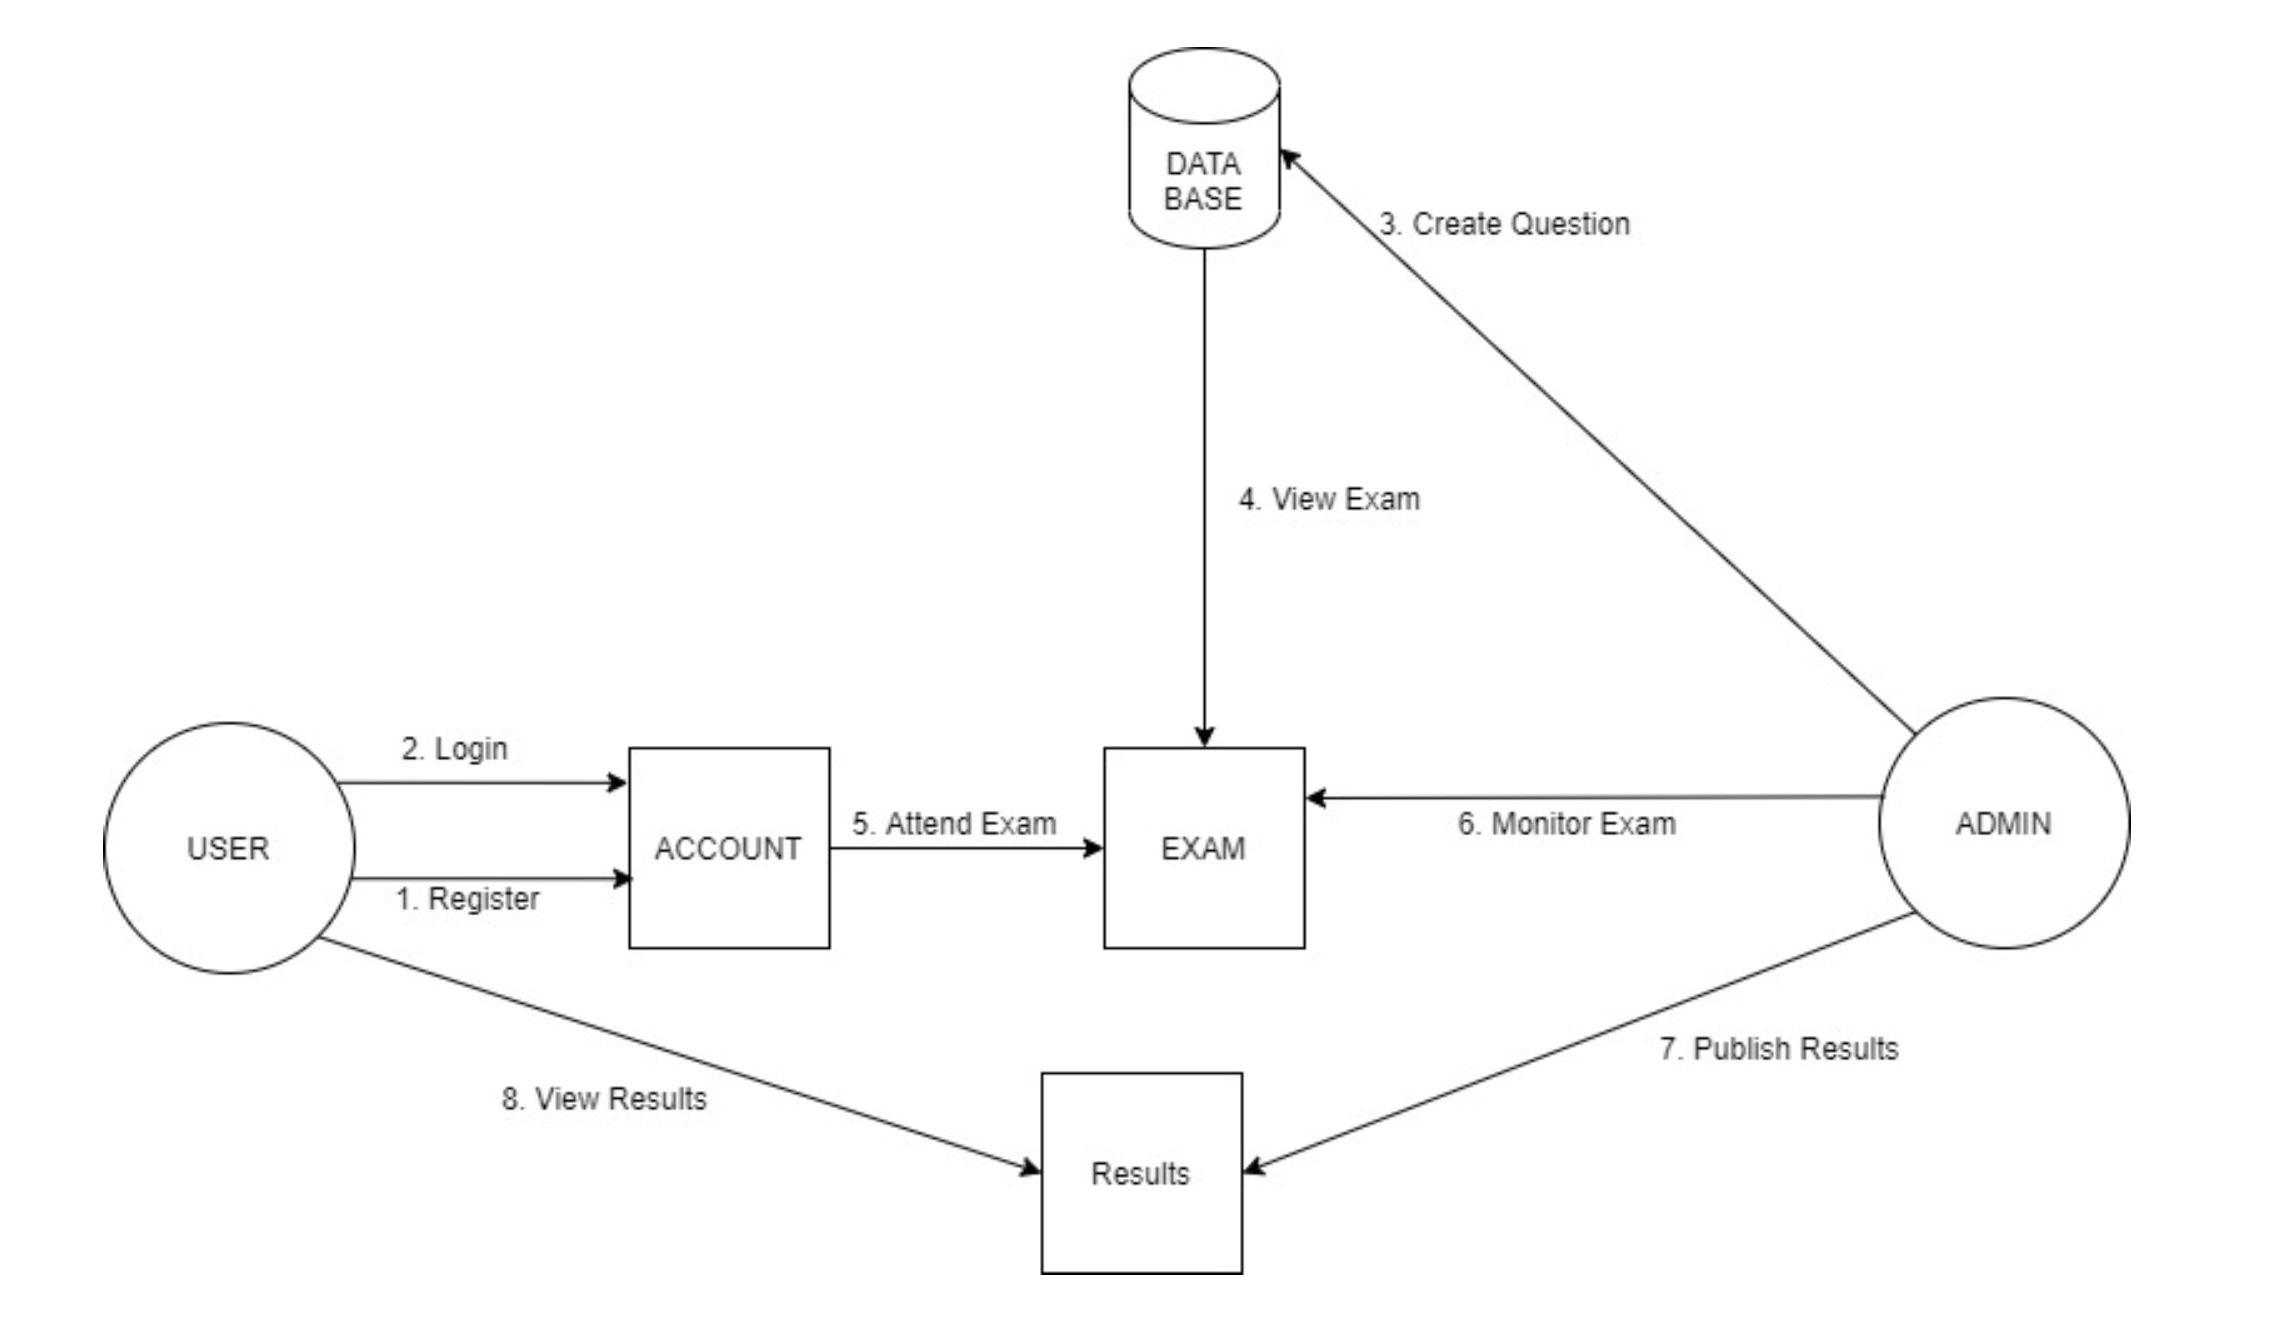 DATA
BASE
3. Create Question
4. View Exam
2. Login
USER
1. Register
ACCOUNT
5. Attend Exam
EXAM
6. Monitor Exam
ADMIN
7. Publish Results
8. View Results
Results